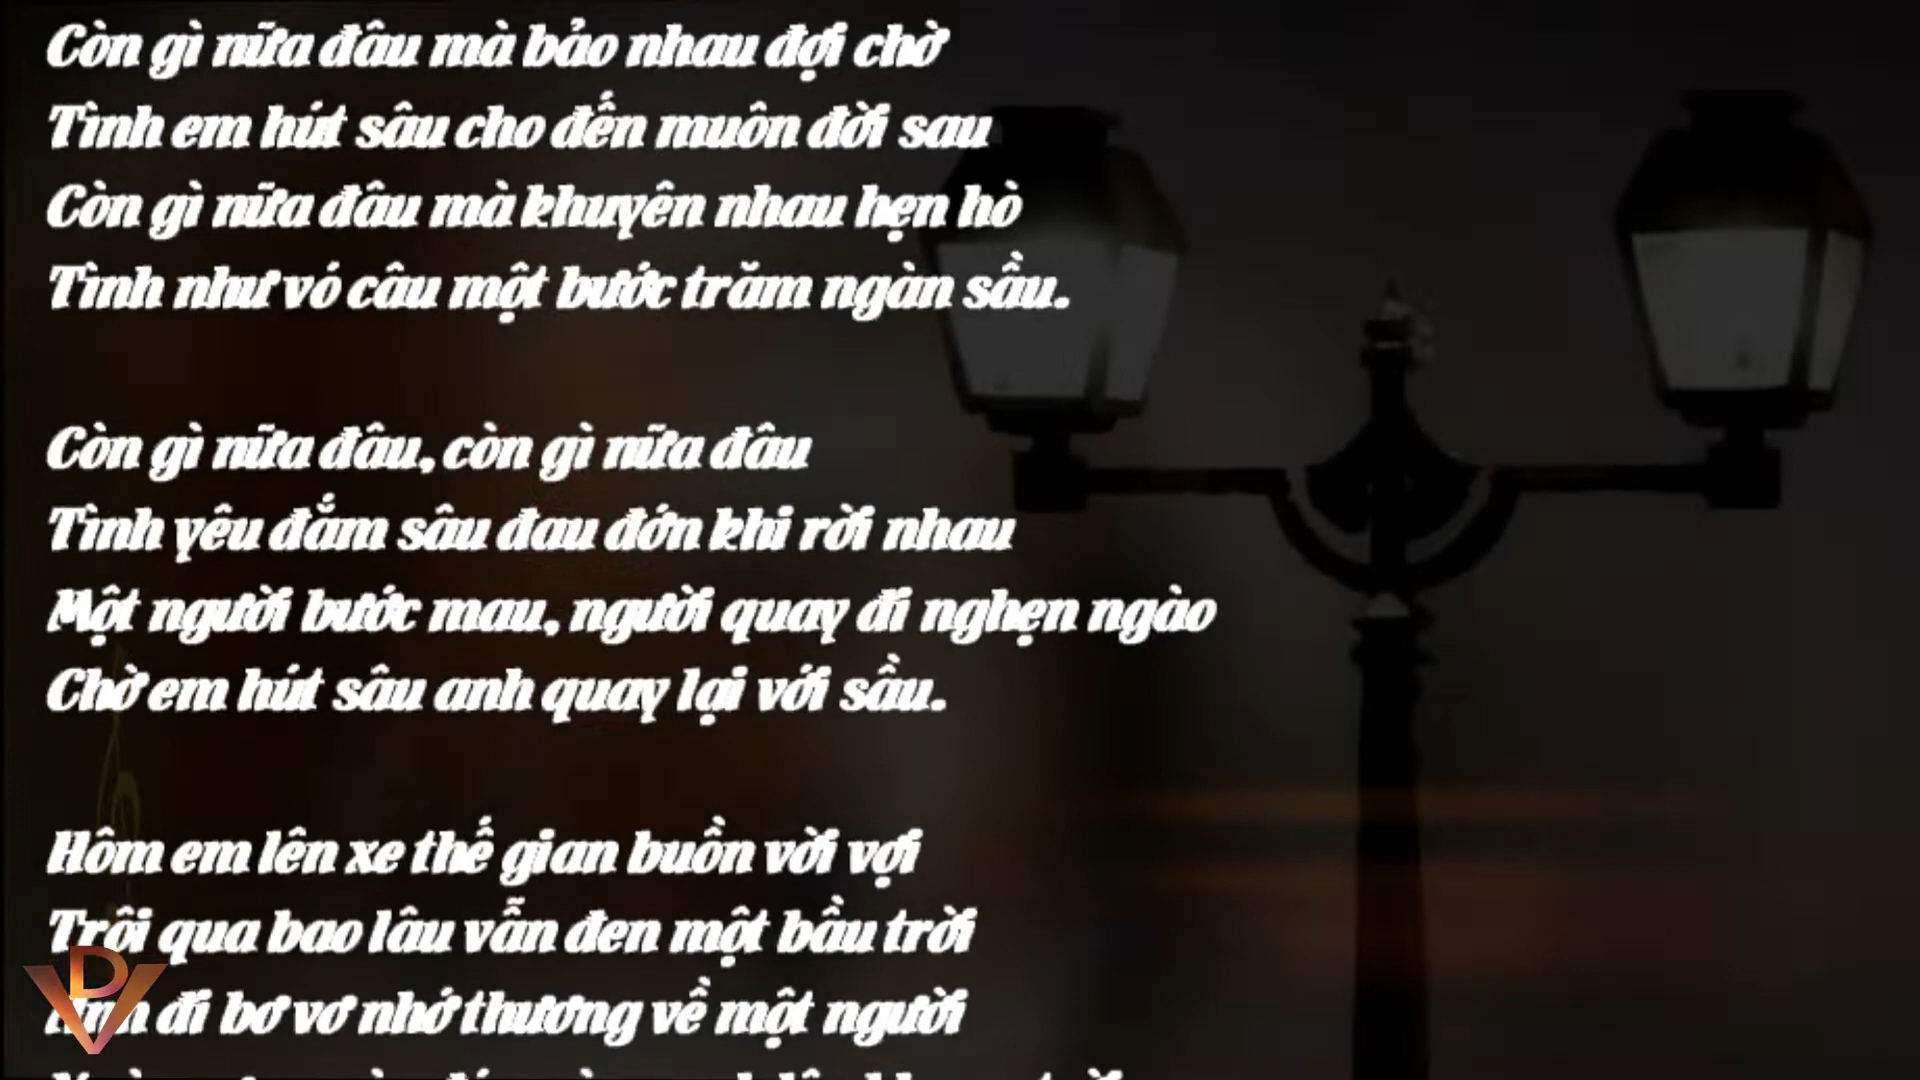 Còn gì nữa đâu mà bảo nhau đợi chờ
Tình em hút sâu cho đến muôn đời sau
Còn gì nữa đâu mà khuyên nhau hẹn hò
Tình như vó câu một bước trăm ngàn sầu.
Còn gì nữa đâu, còn gì nữa đâu
Tình yêu đắm sâu đau đớn khi rời nhau
Một người bước mau, người quay đi nghẹn ngào
Chờ em hút sâu anh quay lại với sầu.
Hôm em lên xe thế gian buồn vời vợi
Trôi qua bao lâu vẫn đen một bầu trời
đi bơ vơ nhớ thương về một người
DV